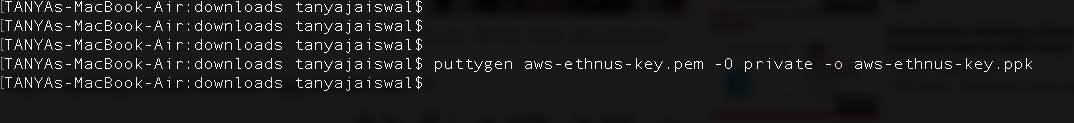 [TANYAs-MacBook-Air:downloads tanyajaiswal$
[TANYAs-MacBook-Air:downloads tanyajaiswal$
[TANYAs-MacBook-Air:downloads tanyajaiswal$
[TANYAs-MacBook-Air:downloads tanyajaiswal$ puttygen aws-ethnus-key.pem -O private -o aws-ethnus-key.ppk
[TANYAs-MacBook-Air:downloads tanyajaiswal$